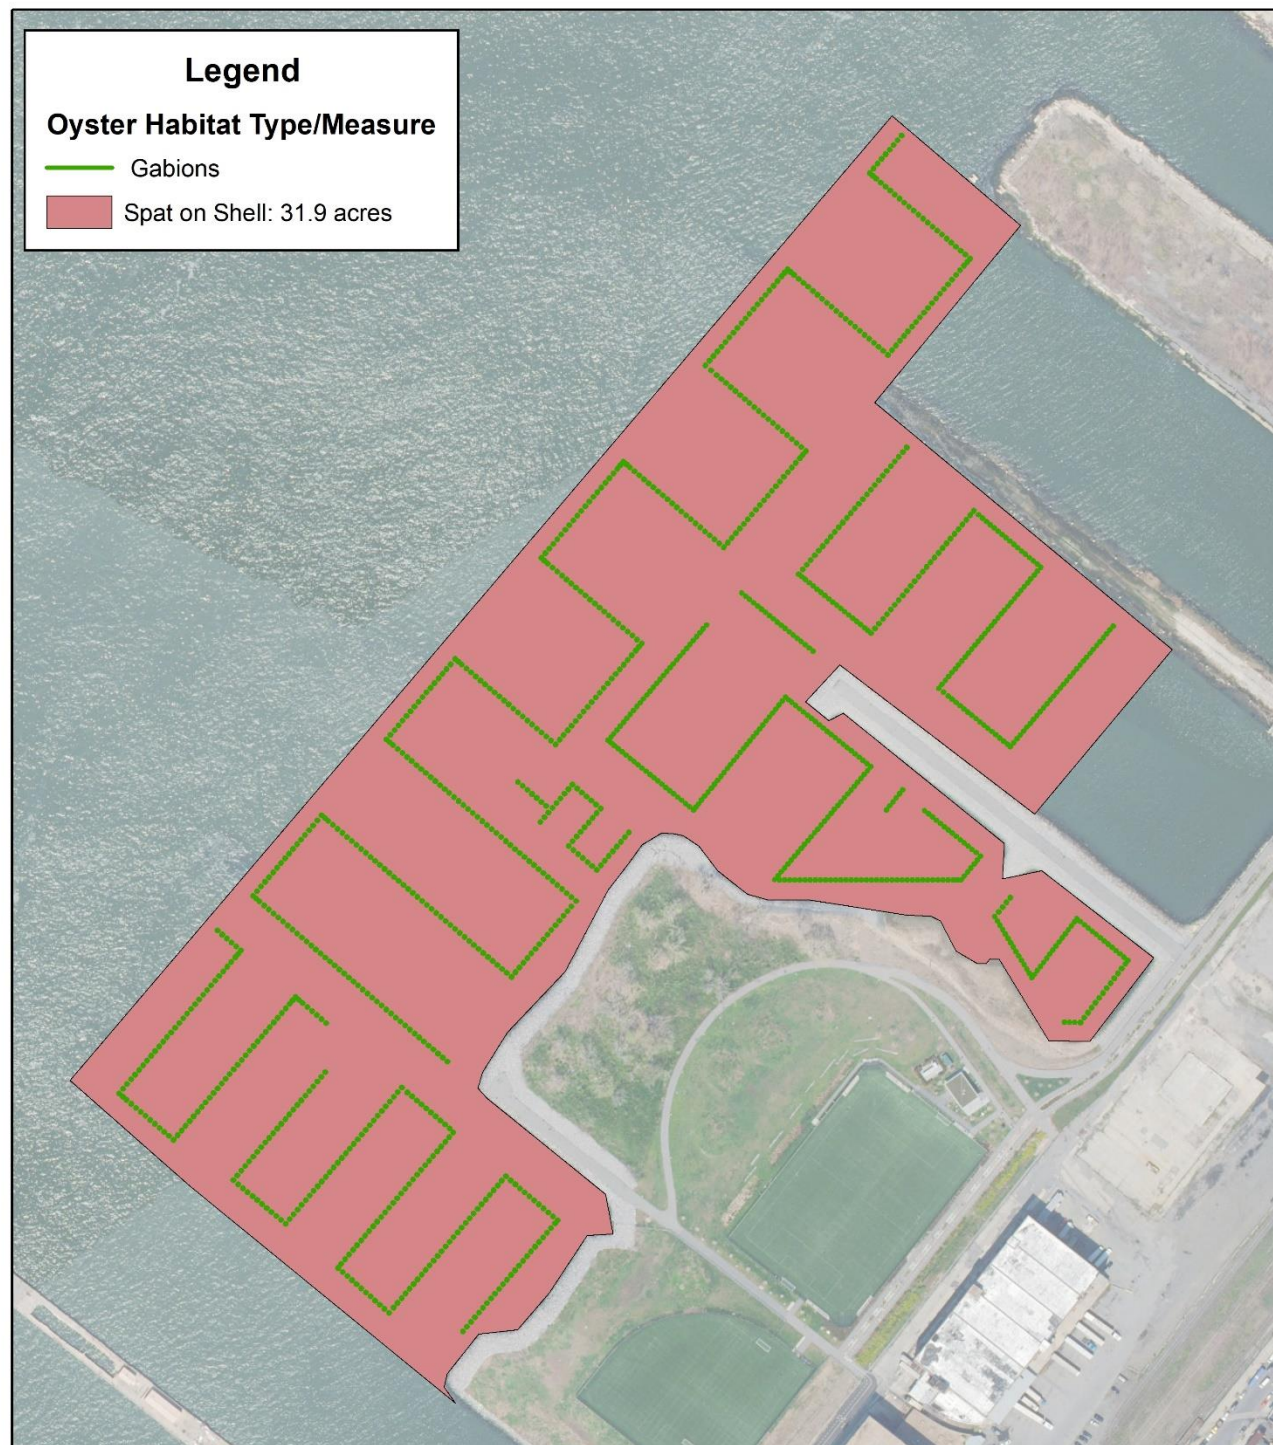 Legend
Oyster Habitat Type/Measure
Gabions
Spat on Shell: 31.9 acres